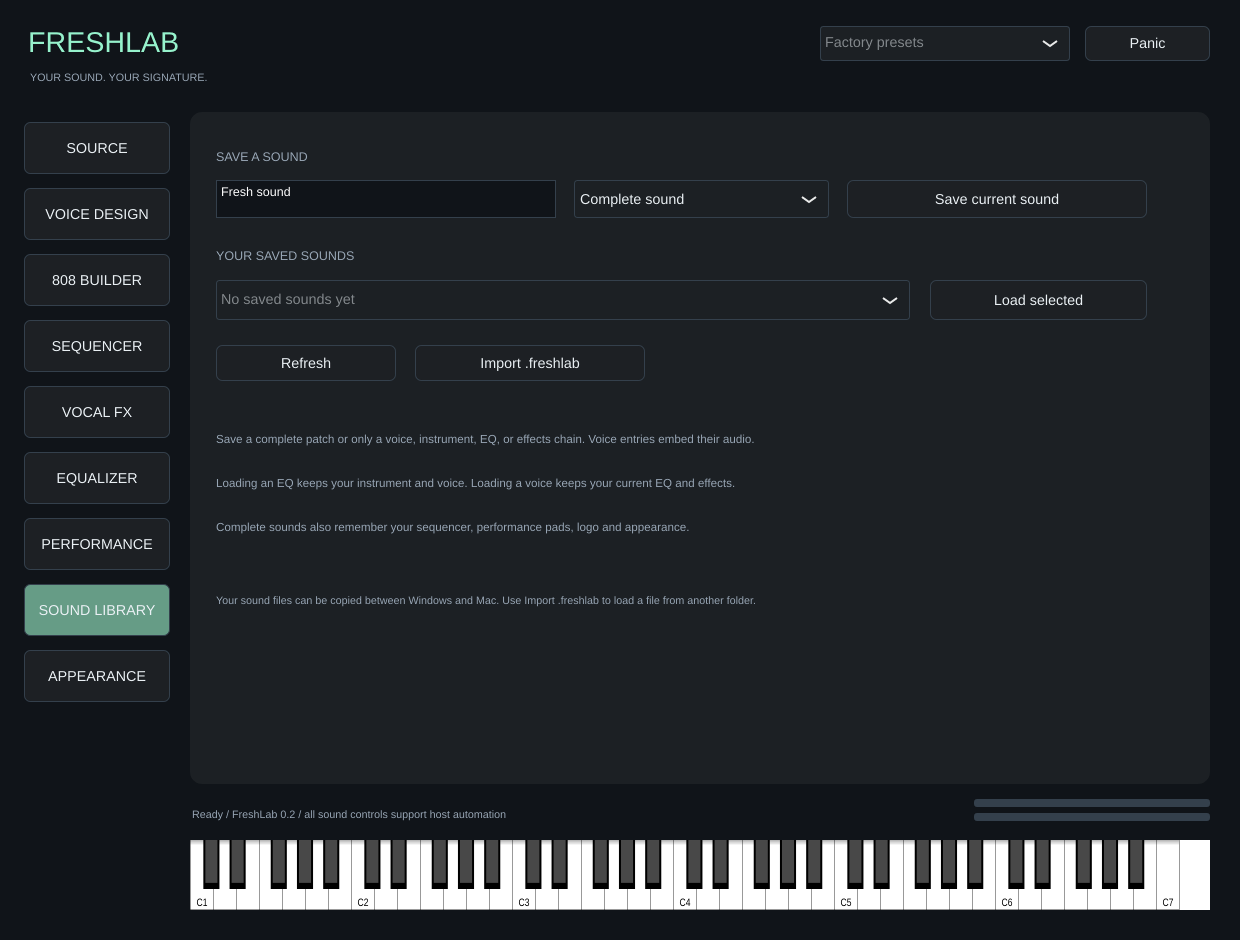 FRESHLAB
Factory presets
Panic
YOUR SOUND. YOUR SIGNATURE.
SOURCE
VOICE DESIGN
808 BUILDER
SEQUENCER
VOCAL FX
EQUALIZER
PERFORMANCE
SOUND LIBRARY
APPEARANCE
SAVE A SOUND
Fresh sound
Complete sound
Save current sound
YOUR SAVED SOUNDS
No saved sounds yet
Load selected
Refresh
Import .freshlab
Save a complete patch or only a voice, instrument, EQ, or effects chain. Voice entries embed their audio.
Loading an EQ keeps your instrument and voice. Loading a voice keeps your current EQ and effects.
Complete sounds also remember your sequencer, performance pads, logo and appearance.
Your sound files can be copied between Windows and Mac. Use Import .freshlab to load a file from another folder.
Ready / FreshLab 0.2 / all sound controls support host automation
C1 C2 C3 C4 C5 C6 C7